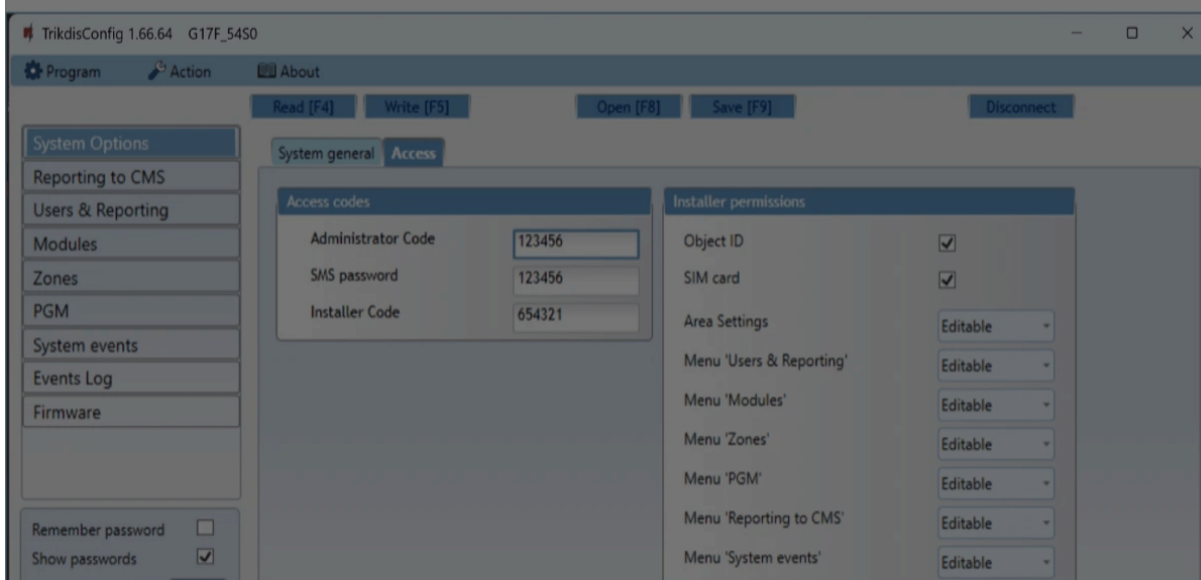 TrikdisConfig 1.66.64 G17F_54S0
Program Action About
Read [F4] Write [F5] Open [F8] Save [F9] Disconnect
System Options
Reporting to CMS
Users & Reporting
Modules
Zones
PGM
System events
Events Log
Firmware
Remember password
Show passwords
System general Access
Access codes
Administrator Code 123456
SMS password 123456
Installer Code 654321
Installer permissions
Object ID
SIM card
Area Settings Editable
Menu 'Users & Reporting' Editable
Menu 'Modules' Editable
Menu 'Zones' Editable
Menu 'PGM' Editable
Menu 'Reporting to CMS' Editable
Menu 'System events' Editable